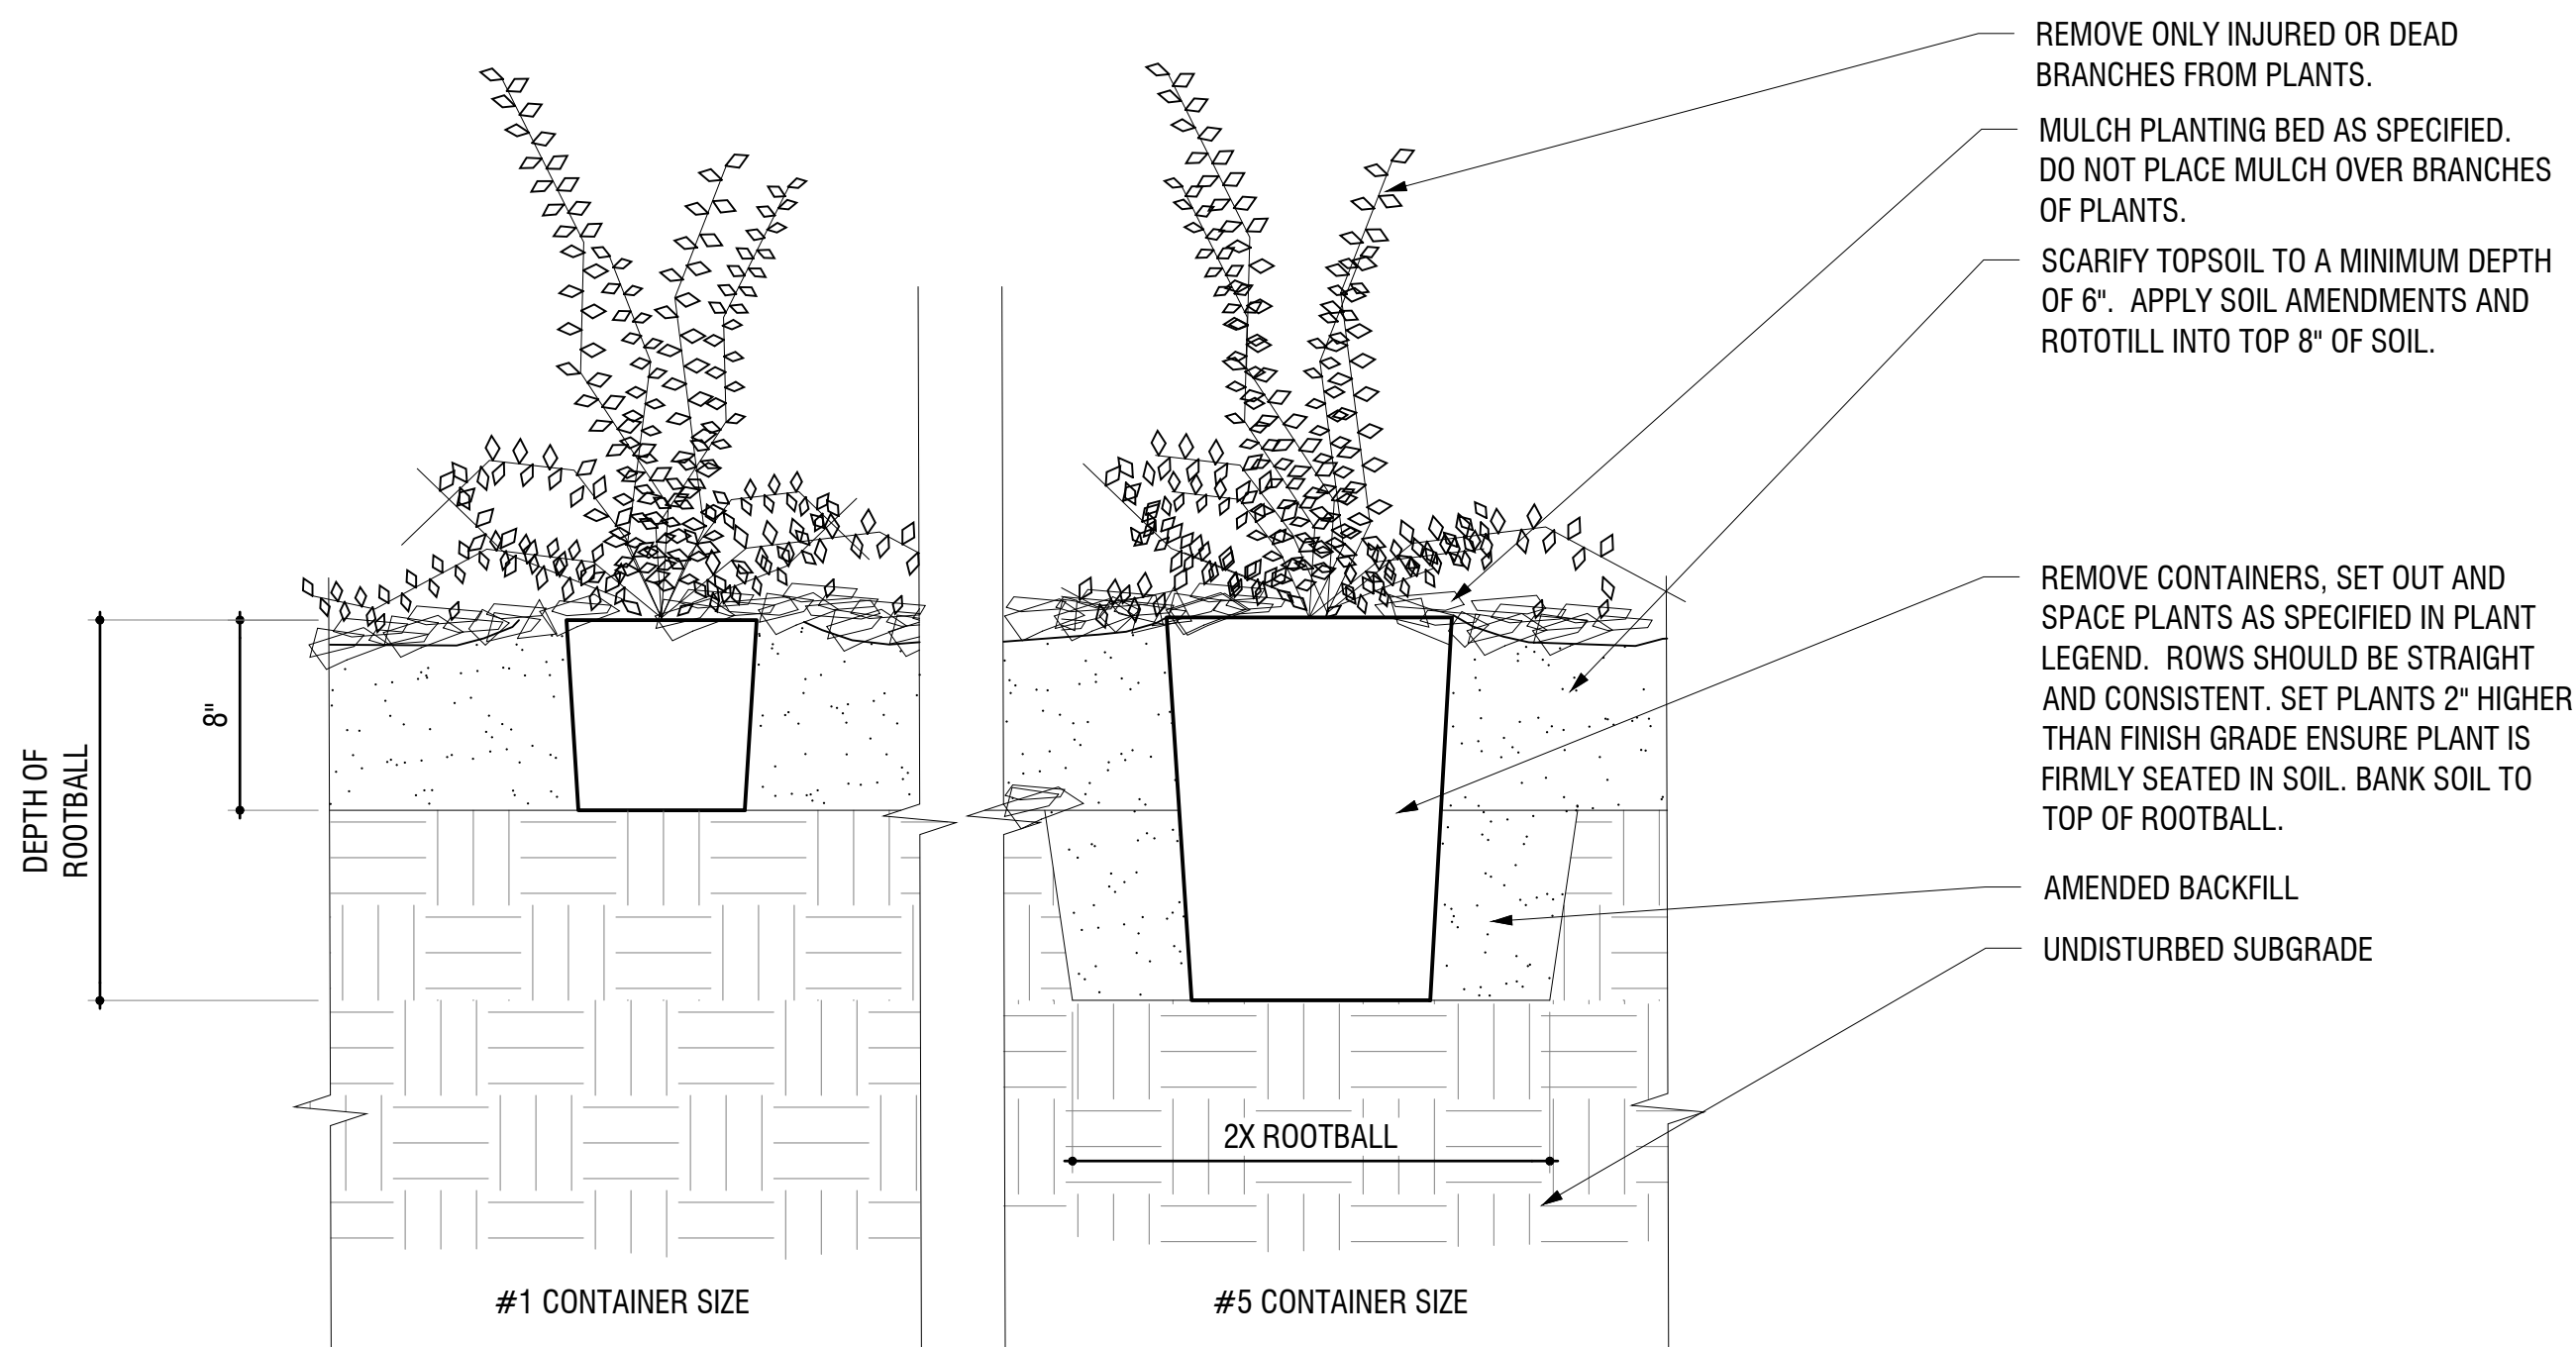 REMOVE ONLY INJURED OR DEAD
BRANCHES FROM PLANTS.
MULCH PLANTING BED AS SPECIFIED.
DO NOT PLACE MULCH OVER BRANCHES
OF PLANTS.
SCARIFY TOPSOIL TO A MINIMUM DEPTH
OF 6". APPLY SOIL AMENDMENTS AND
ROTOTILL INTO TOP 8" OF SOIL.
REMOVE CONTAINERS, SET OUT AND
SPACE PLANTS AS SPECIFIED IN PLANT
LEGEND. ROWS SHOULD BE STRAIGHT
AND CONSISTENT. SET PLANTS 2" HIGHER
THAN FINISH GRADE ENSURE PLANT IS
FIRMLY SEATED IN SOIL. BANK SOIL TO
TOP OF ROOTBALL.
AMENDED BACKFILL
UNDISTURBED SUBGRADE
DEPTH OF
ROOTBALL
8"
2X ROOTBALL
#1 CONTAINER SIZE
#5 CONTAINER SIZE